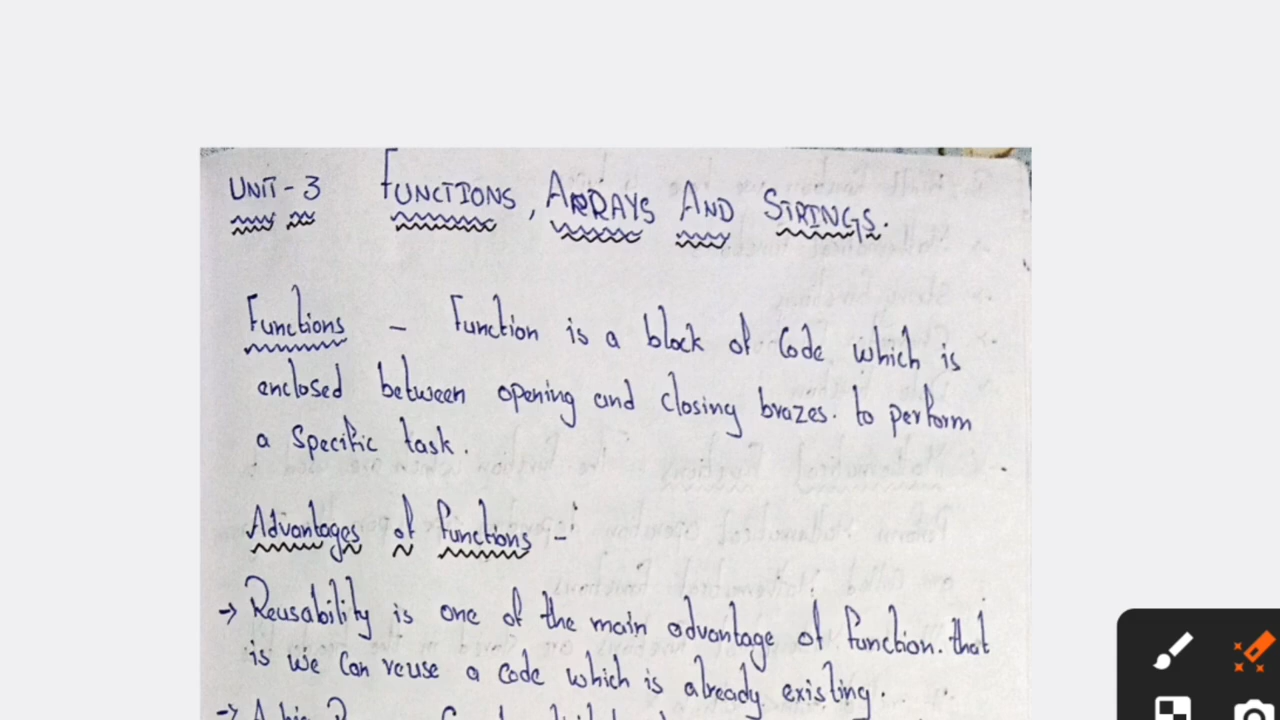 UNIT - 3 FUNCTIONS, ARRAYS AND STRINGS.
Functions - Function is a block of Code which is
enclosed between opening and closing brazes. to perform
a specific task.
Advantages of functions -
→ Reusability is one of the main advantage of function. that
is we can reuse a code which is already existing.
→ A big